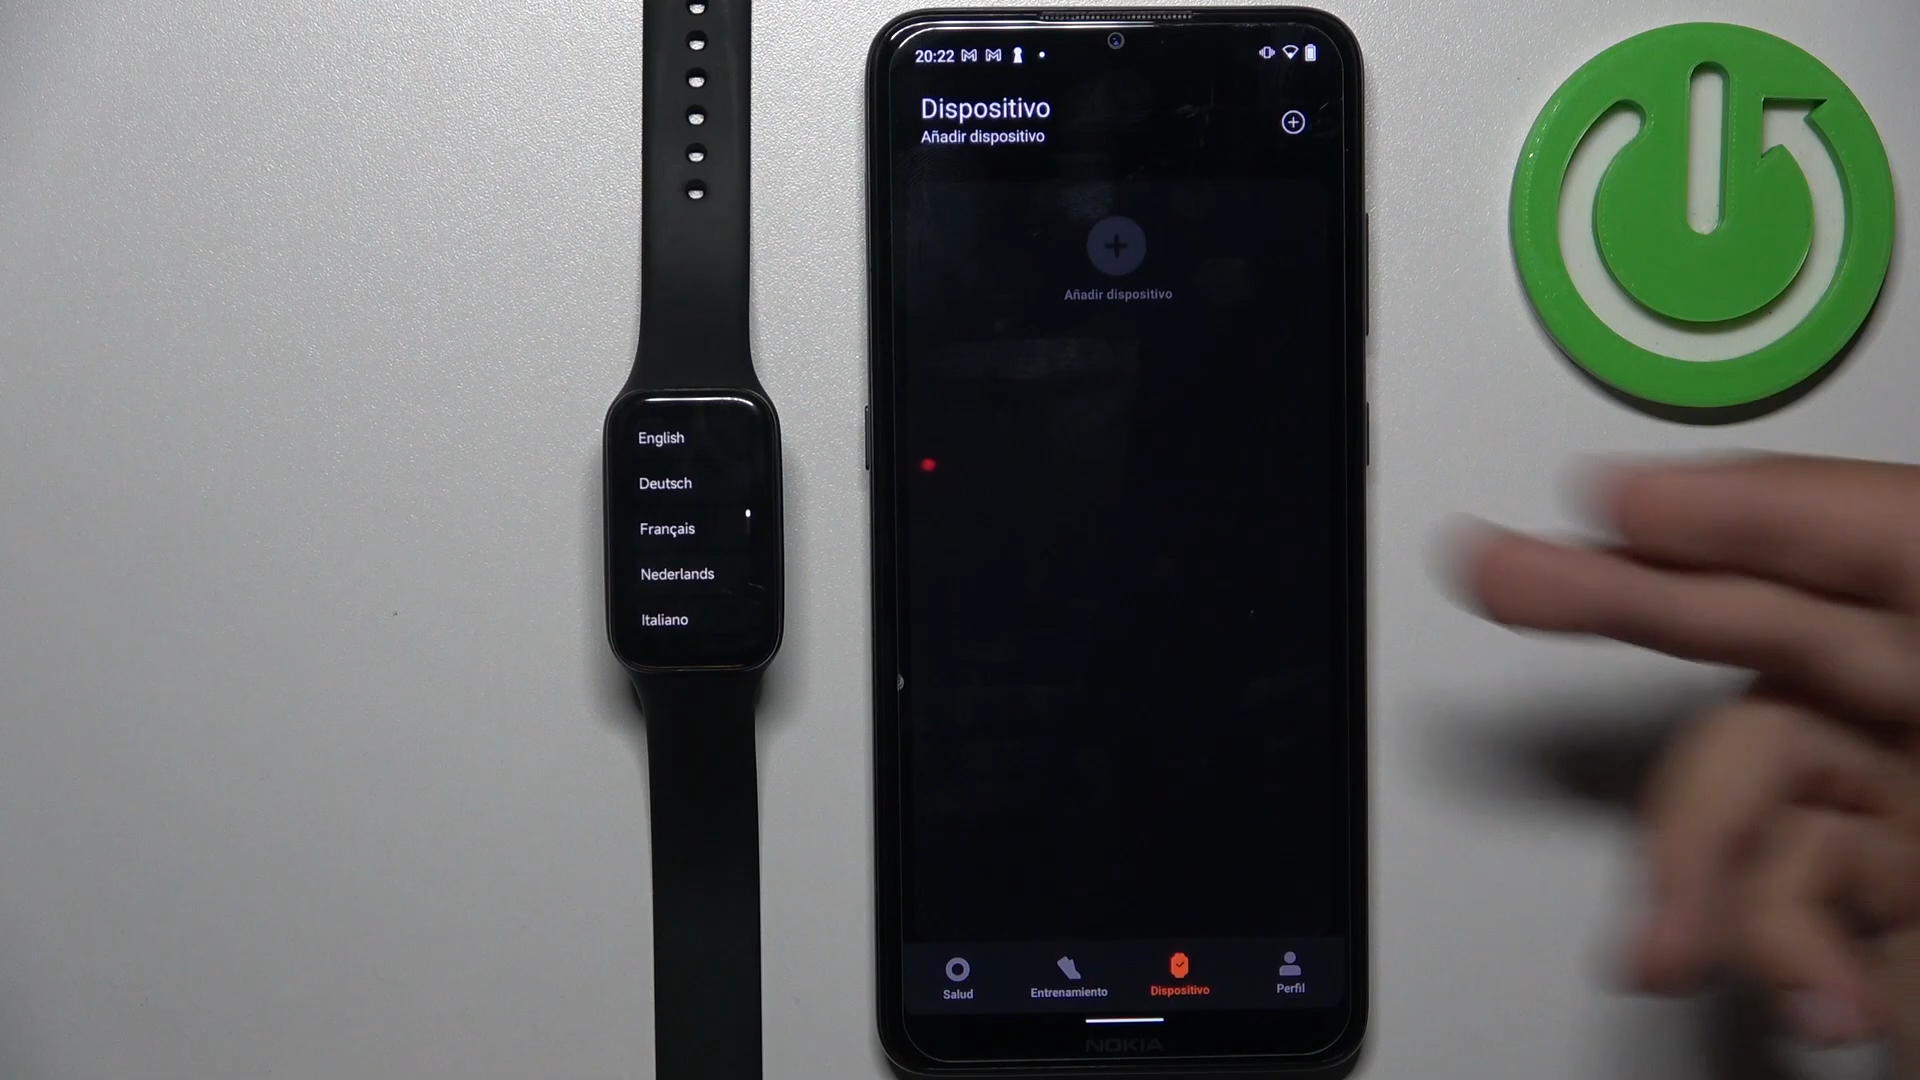 English
Deutsch
Français
Nederlands
Italiano
20:22
Dispositivo
Añadir dispositivo
Añadir dispositivo
Salud
Entrenamiento
Dispositivo
Perfil
NOKIA